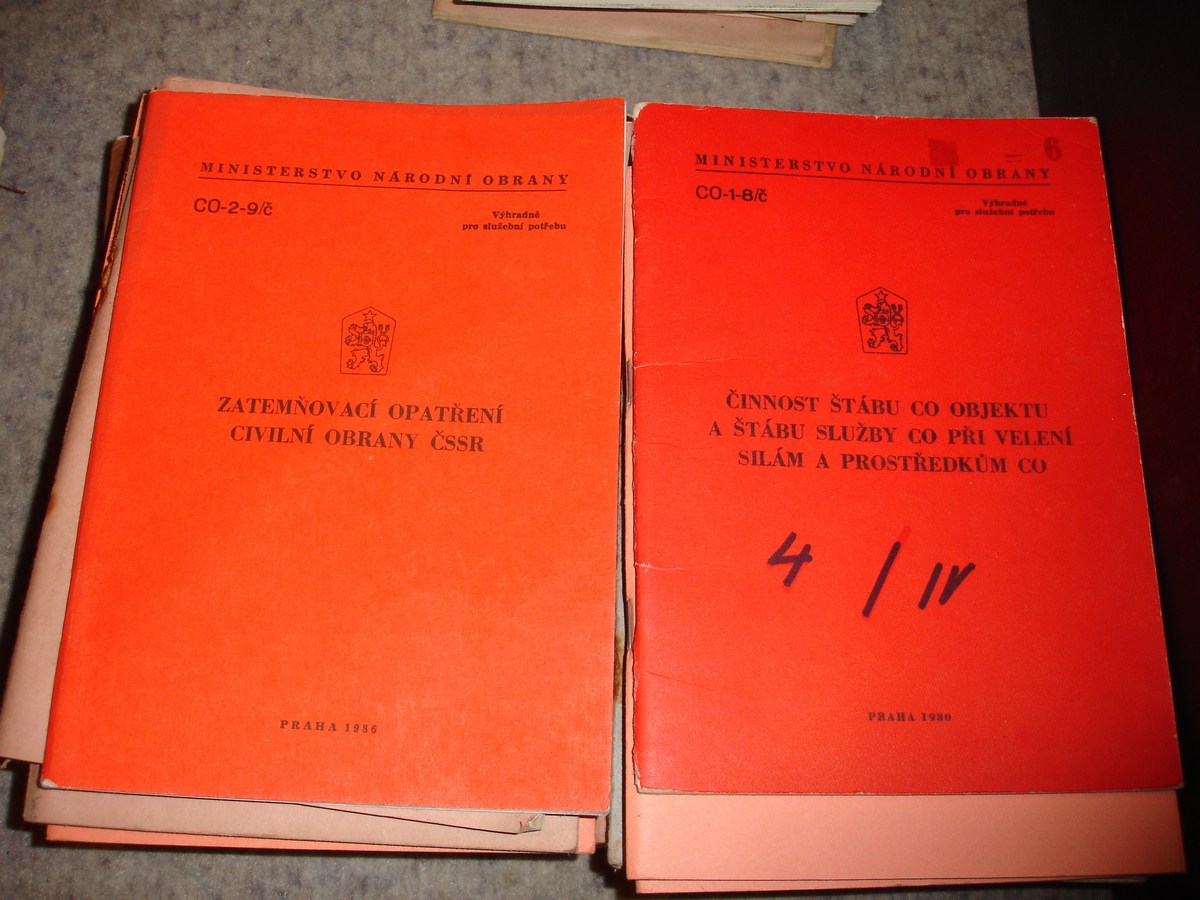 MINISTERSTVO NÁRODNÍ OBRANY
CO-2-9/č
Výhradně
pro služební potřebu
ZATEMŇOVACÍ OPATŘENÍ
CIVILNÍ OBRANY ČSSR
PRAHA 1986
6
MINISTERSTVO NÁRODNÍ OBRANY
CO-1-8/č
Výhradně
pro služební potřebu
ČINNOST ŠTÁBU CO OBJEKTU
A ŠTÁBU SLUŽBY CO PŘI VELENÍ
SILÁM A PROSTŘEDKŮM CO
4 / IV
PRAHA 1980